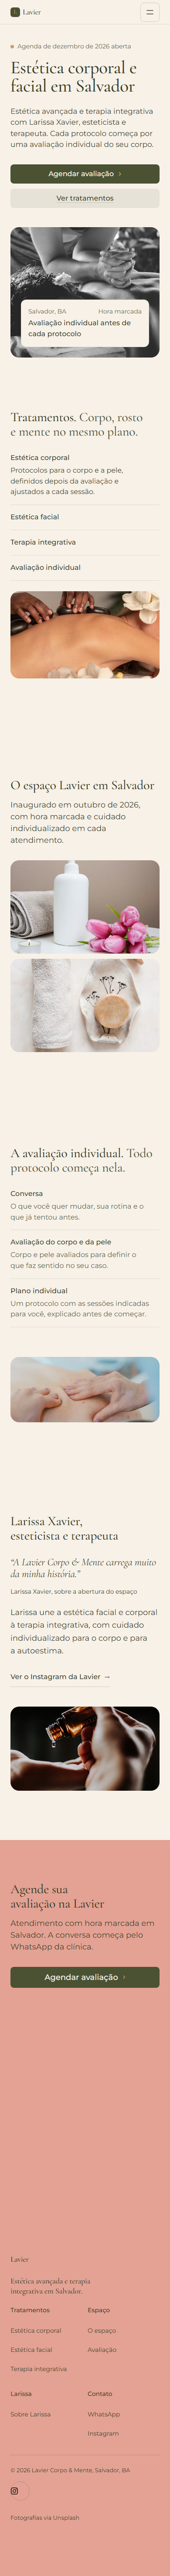 Lavier
Agenda de dezembro de 2026 aberta
Estética corporal e
facial em Salvador
Estética avançada e terapia integrativa
com Larissa Xavier, esteticista e
terapeuta. Cada protocolo começa por
uma avaliação individual do seu corpo.
Agendar avaliação ›
Ver tratamentos
Salvador, BA
Hora marcada
Avaliação individual antes de
cada protocolo
Tratamentos. Corpo, rosto
e mente no mesmo plano.
Estética corporal
Protocolos para o corpo e a pele,
definidos depois da avaliação e
ajustados a cada sessão.
Estética facial
Terapia integrativa
Avaliação individual
O espaço Lavier em Salvador
Inaugurado em outubro de 2026,
com hora marcada e cuidado
individualizado em cada
atendimento.
A avaliação individual. Todo
protocolo começa nela.
Conversa
O que você quer mudar, sua rotina e o
que já tentou antes.
Avaliação do corpo e da pele
Corpo e pele avaliados para definir o
que faz sentido no seu caso.
Plano individual
Um protocolo com as sessões indicadas
para você, explicado antes de começar.
Larissa Xavier,
esteticista e terapeuta
“A Lavier Corpo & Mente carrega muito
da minha história.”
Larissa Xavier, sobre a abertura do espaço
Larissa une a estética facial e corporal
à terapia integrativa, com cuidado
individualizado para o corpo e para
a autoestima.
Ver o Instagram da Lavier →
Agende sua
avaliação na Lavier
Atendimento com hora marcada em
Salvador. A conversa começa pelo
WhatsApp da clínica.
Agendar avaliação ›
Lavier
Estética avançada e terapia
integrativa em Salvador.
Tratamentos
Espaço
Estética corporal
O espaço
Estética facial
Avaliação
Terapia integrativa
Larissa
Contato
Sobre Larissa
WhatsApp
Instagram
© 2026 Lavier Corpo & Mente, Salvador, BA
Fotografias via Unsplash